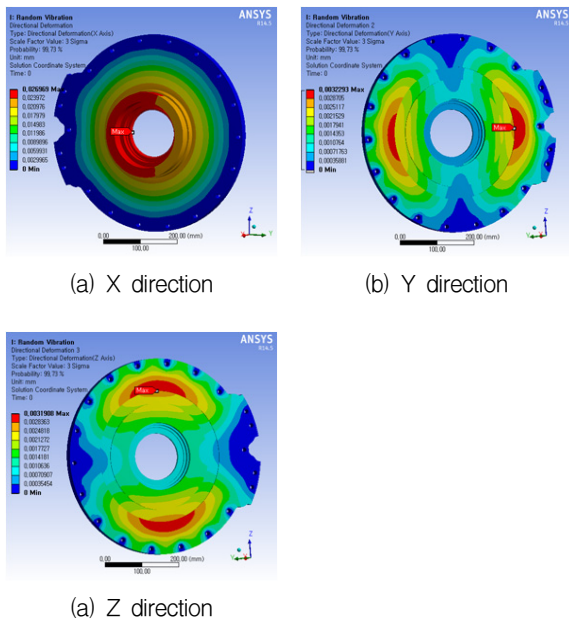 I: Random Vibration
Directional Deformation
Type: Directional Deformation(X Axis)
Scale Factor Value: 3 Sigma
Probability: 99,73 %
Unit: mm
Solution Coordinate System
Time: 0
0,026969 Max
0,023972
0,020976
0,017979
0,014983
0,011986
0,0089896
0,0059931
0,0029965
0 Min
Max
ANSYS
R14.5
0,00
200,00 (mm)
100,00
Z
Y
X
(a) X direction
I: Random Vibration
Directional Deformation 2
Type: Directional Deformation(Y Axis)
Scale Factor Value: 3 Sigma
Probability: 99,73 %
Unit: mm
Solution Coordinate System
Time: 0
0,0032293 Max
0,0028705
0,0025117
0,0021529
0,0017941
0,0014353
0,0010764
0,00071763
0,00035881
0 Min
Max
ANSYS
R14.5
0,00
200,00 (mm)
100,00
Z
Y
(b) Y direction
I: Random Vibration
Directional Deformation 3
Type: Directional Deformation(Z Axis)
Scale Factor Value: 3 Sigma
Probability: 99,73 %
Unit: mm
Solution Coordinate System
Time: 0
0,0031908 Max
0,0028363
0,0024818
0,0021272
0,0017727
0,0014181
0,0010636
0,00070907
0,00035454
0 Min
Max
ANSYS
R14.5
0,00
200,00 (mm)
100,00
Z
Y
(a) Z direction